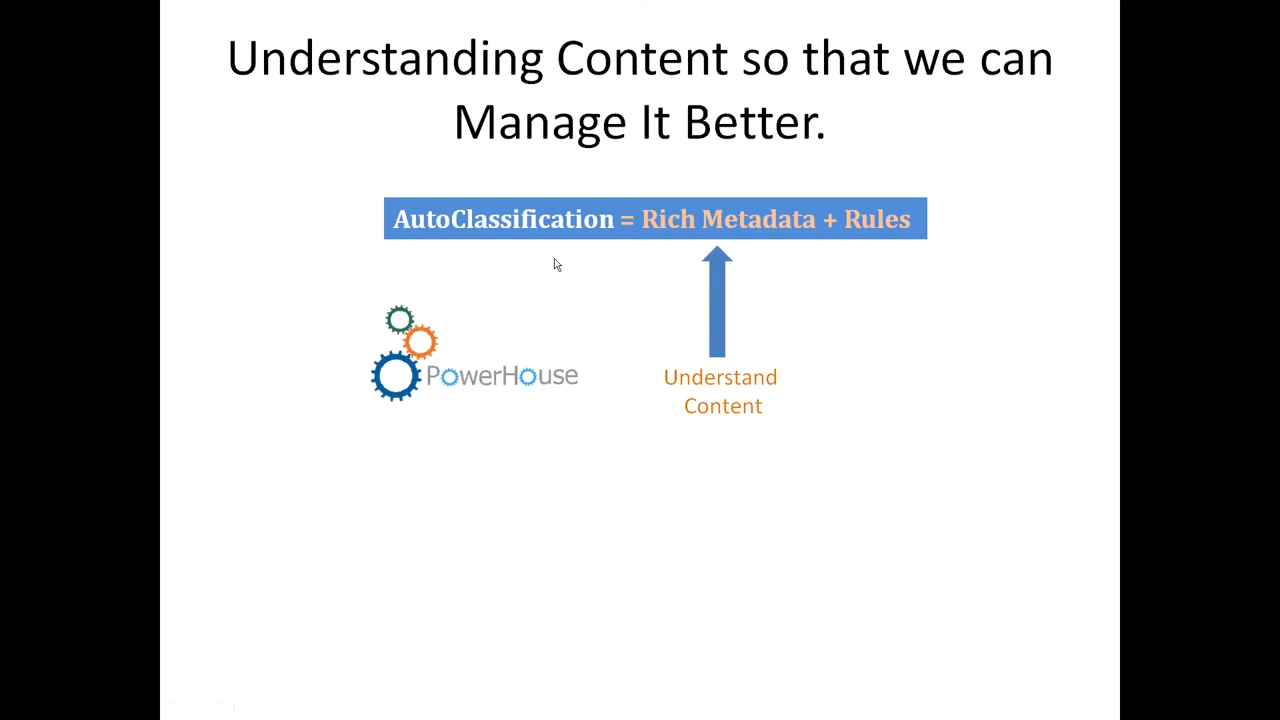 Understanding Content so that we can
Manage It Better.
AutoClassification = Rich Metadata + Rules
PowerHouse
Understand
Content